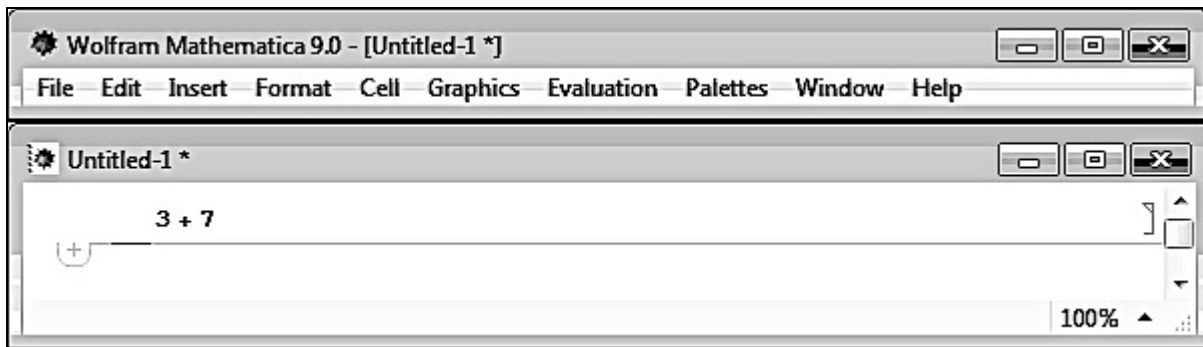 Wolfram Mathematica 9.0 - [Untitled-1 *]
File Edit Insert Format Cell Graphics Evaluation Palettes Window Help
Untitled-1 *
3 + 7
100%